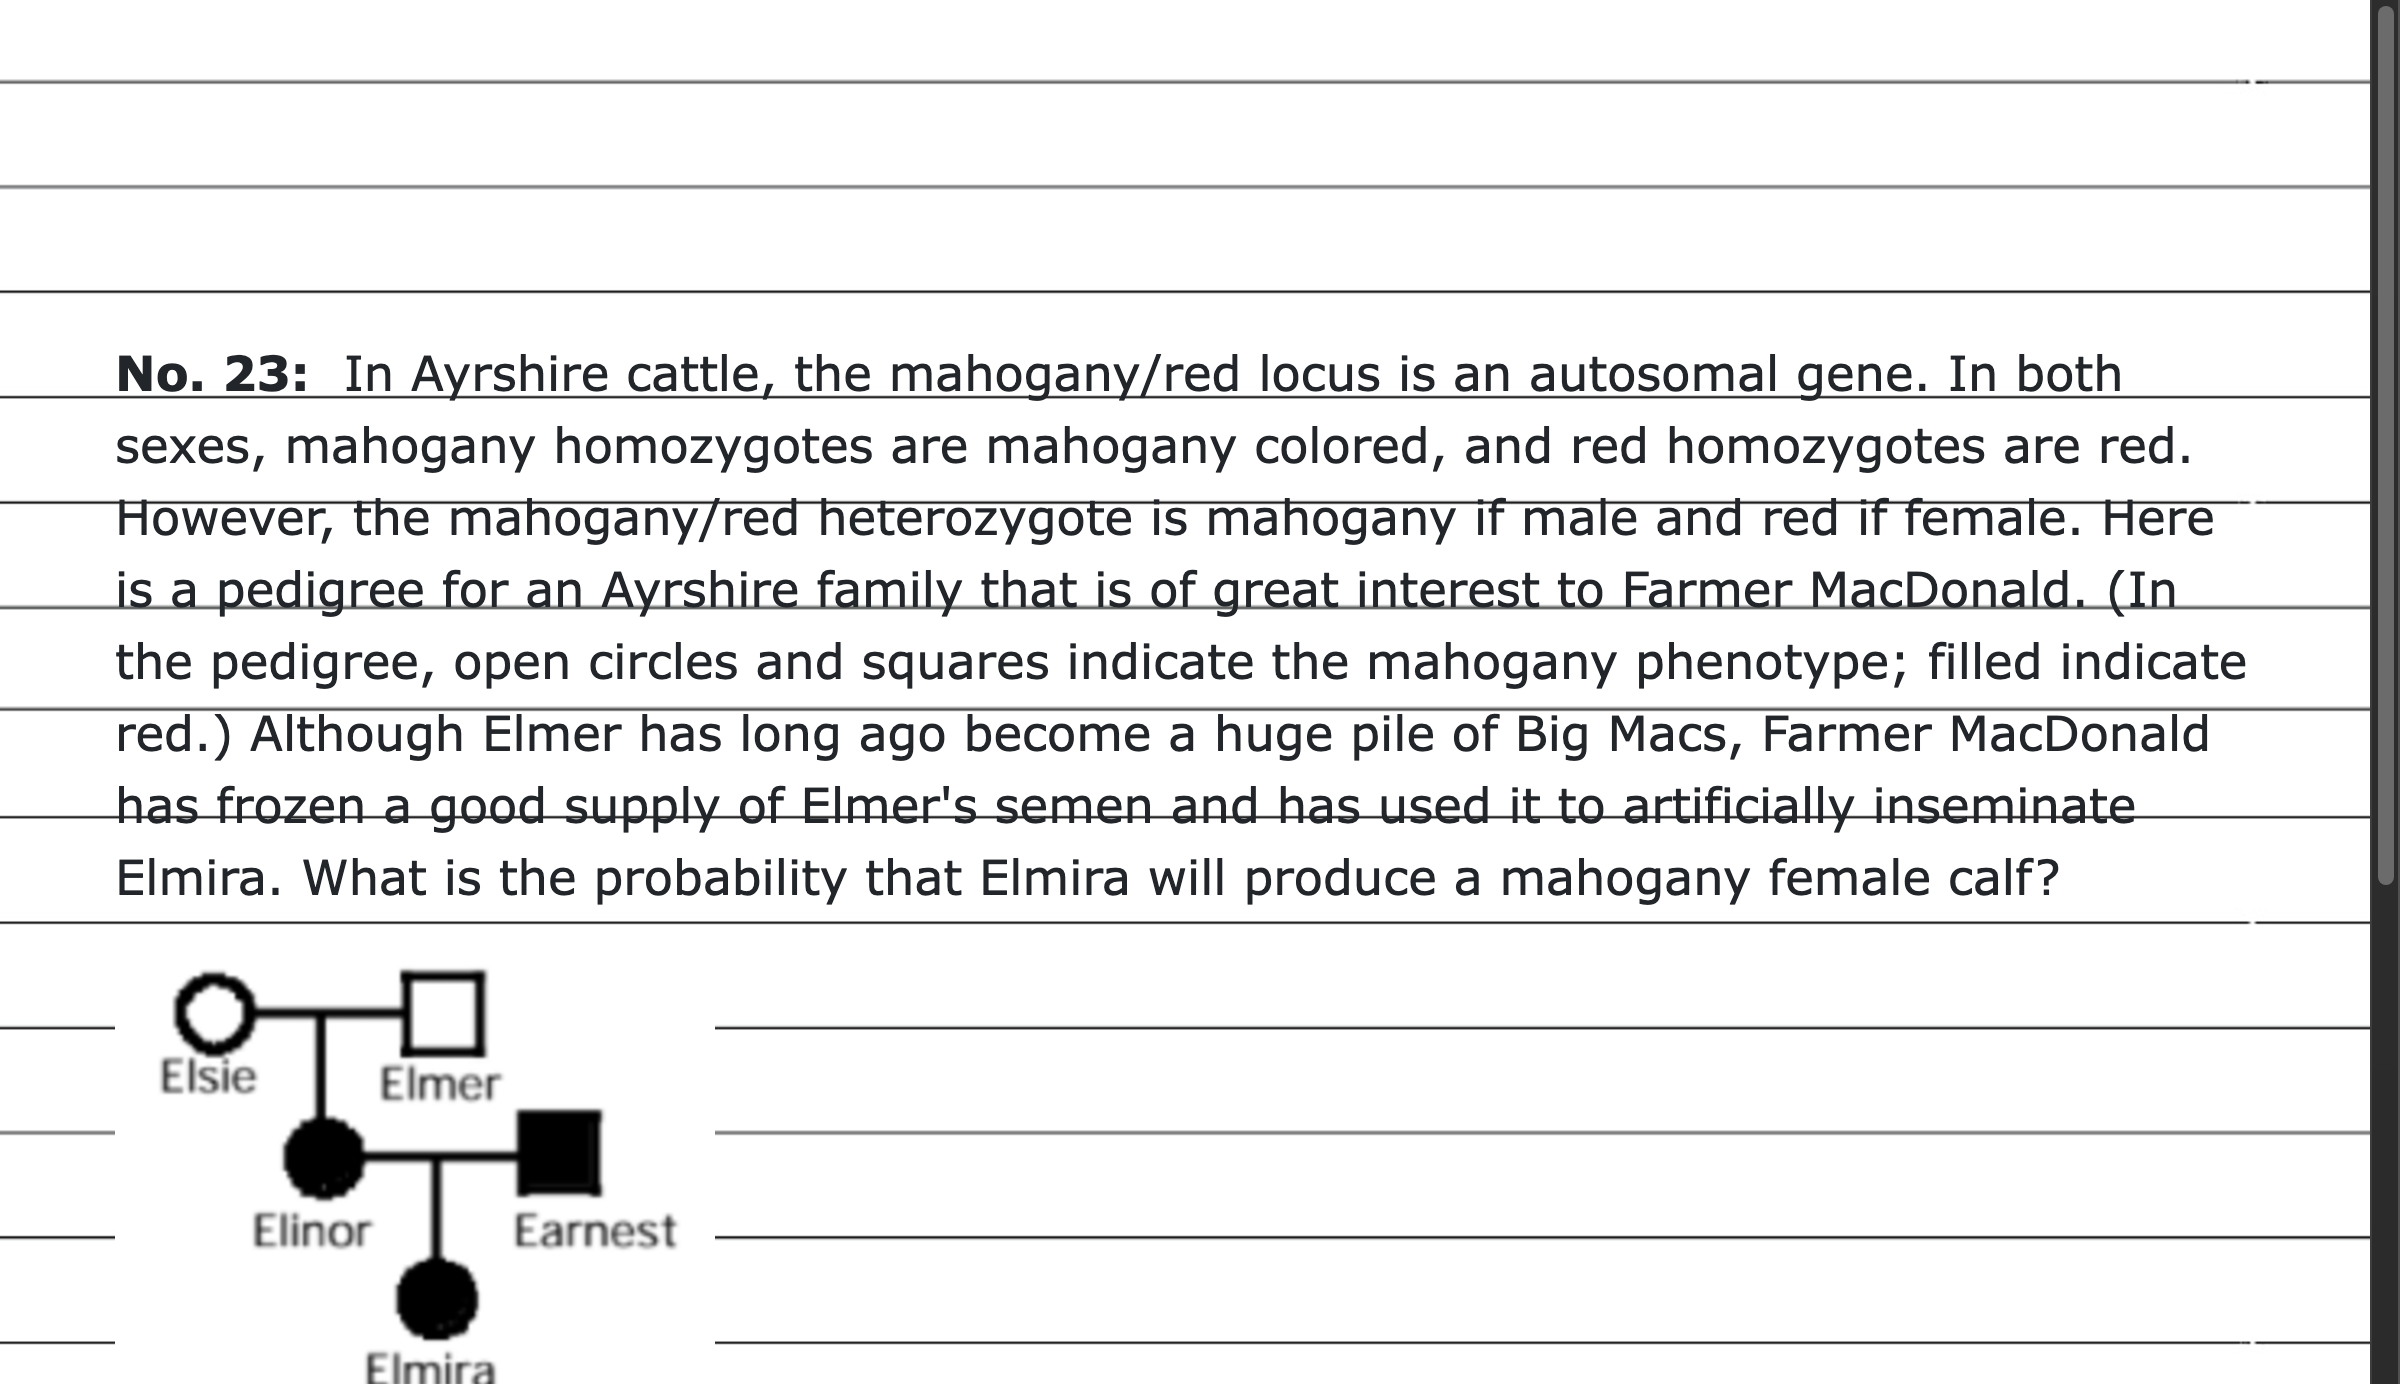 No. 23: In Ayrshire cattle, the mahogany/red locus is an autosomal gene. In both
sexes, mahogany homozygotes are mahogany colored, and red homozygotes are red.
However, the mahogany/red heterozygote is mahogany if male and red if female. Here
is a pedigree for an Ayrshire family that is of great interest to Farmer MacDonald. (In
the pedigree, open circles and squares indicate the mahogany phenotype; filled indicate
red.) Although Elmer has long ago become a huge pile of Big Macs, Farmer MacDonald
has frozen a good supply of Elmer's semen and has used it to artificially inseminate
Elmira. What is the probability that Elmira will produce a mahogany female calf?
Elsie
Elmer
Elinor
Earnest
Elmira